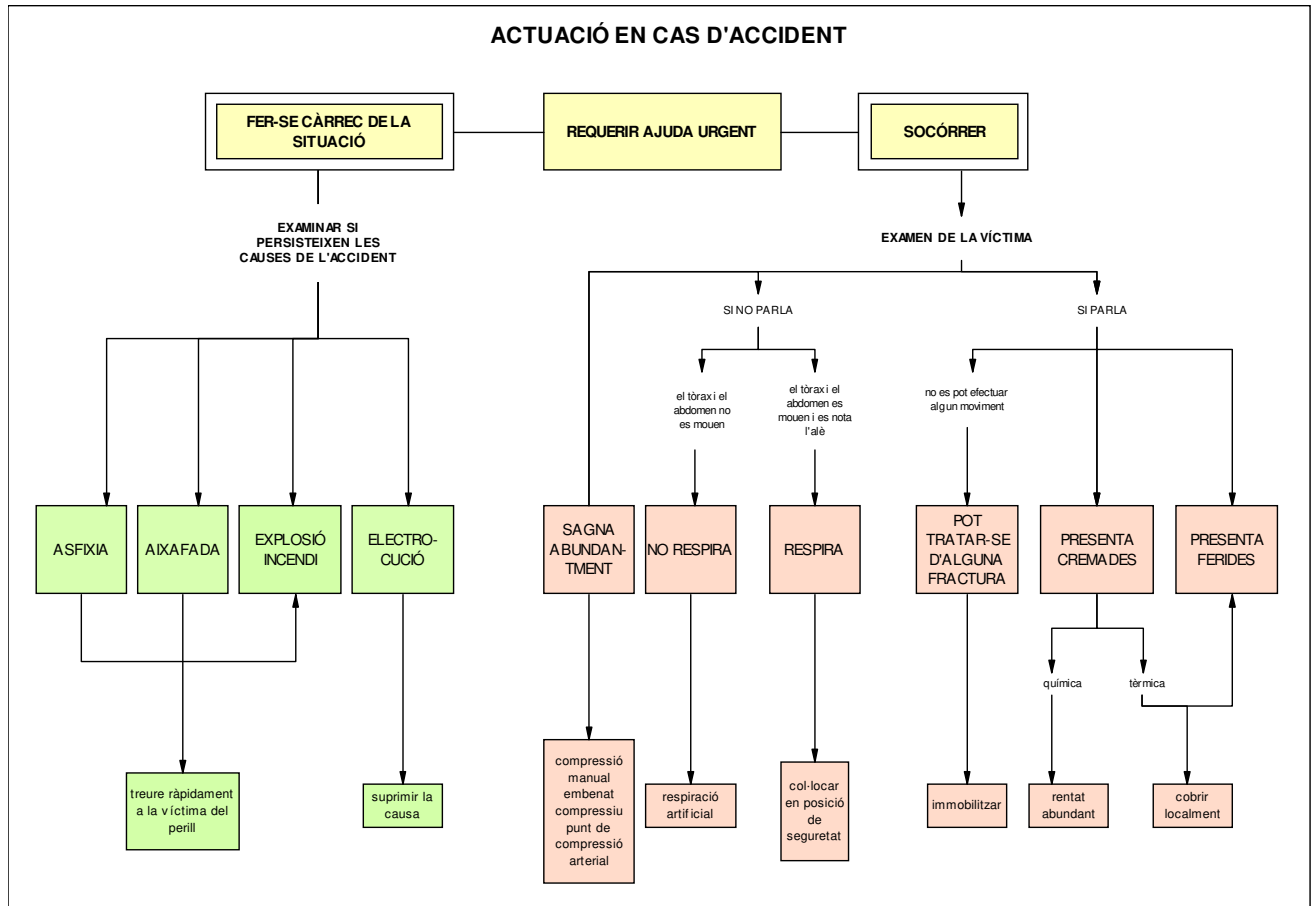 ACTUACIÓ EN CAS D'ACCIDENT
FER-SE CÀRREC DE LA
SITUACIÓ
REQUERIR AJUDA URGENT
SOCÓRRER
EXAMINAR SI
PERSISTEIXEN LES
CAUSES DE L'ACCIDENT
EXAMEN DE LA VÍCTIMA
SI NO PARLA
SI PARLA
el tòrax i el
abdomen no
es mouen
el tòrax i el
abdomen es
mouen i es nota
l'alè
no es pot efectuar
algun moviment
ASFIXIA
AIXAFADA
EXPLOSIÓ
INCENDI
ELECTRO-
CUCIÓ
SAGNA
ABUNDAN-
TMENT
NO RESPIRA
RESPIRA
POT
TRATAR-SE
D'ALGUNA
FRACTURA
PRESENTA
CREMADES
PRESENTA
FERIDES
química
tèrmica
treure ràpidament
a la víctima del
perill
suprimir la
causa
compressió
manual
embenat
compressiu
punt de
compressió
arterial
respiració
artificial
col·locar
en posició
de
seguretat
immobilitzar
rentat
abundant
cobrir
localment